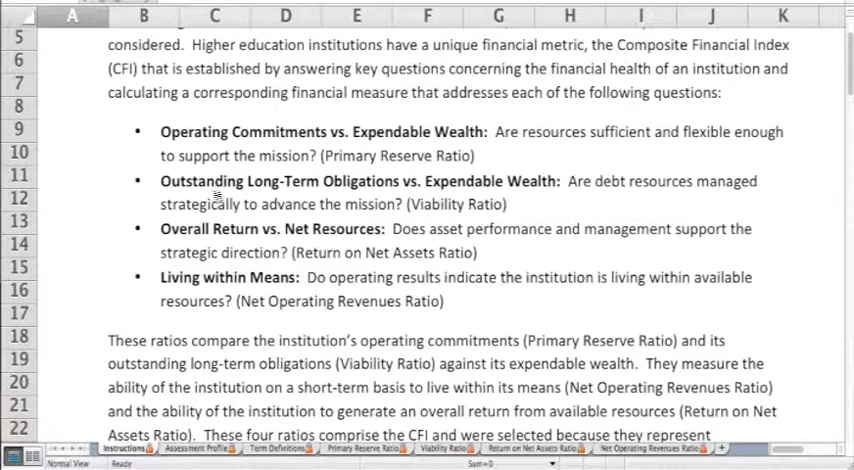 A B C D E F G H I J K
5
considered. Higher education institutions have a unique financial metric, the Composite Financial Index
6
(CFI) that is established by answering key questions concerning the financial health of an institution and
7
calculating a corresponding financial measure that addresses each of the following questions:
8
9 • Operating Commitments vs. Expendable Wealth: Are resources sufficient and flexible enough
10 to support the mission? (Primary Reserve Ratio)
11 • Outstanding Long-Term Obligations vs. Expendable Wealth: Are debt resources managed
12 strategically to advance the mission? (Viability Ratio)
13 • Overall Return vs. Net Resources: Does asset performance and management support the
14 strategic direction? (Return on Net Assets Ratio)
15 • Living within Means: Do operating results indicate the institution is living within available
16 resources? (Net Operating Revenues Ratio)
17
18 These ratios compare the institution's operating commitments (Primary Reserve Ratio) and its
19 outstanding long-term obligations (Viability Ratio) against its expendable wealth. They measure the
20 ability of the institution on a short-term basis to live within its means (Net Operating Revenues Ratio)
21 and the ability of the institution to generate an overall return from available resources (Return on Net
22 Assets Ratio). These four ratios comprise the CFI and were selected because they represent
Instructions Assessment Profile Term Definitions Primary Reserve Ratio Viability Ratio Return on Net Assets Ratio Net Operating Revenues Ratio +
Normal View Ready Sum=0